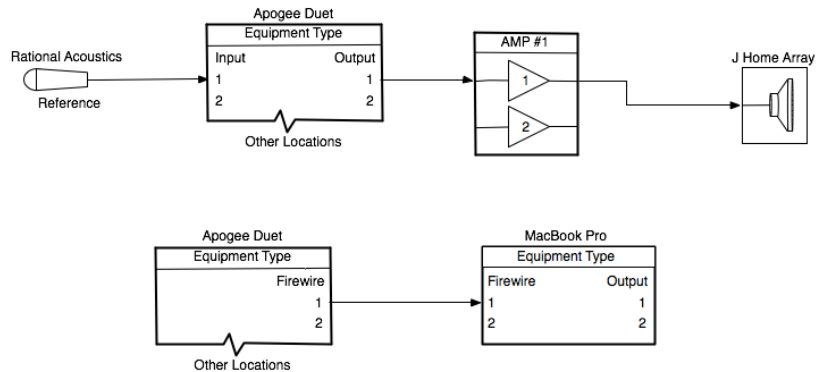 Apogee Duet
Equipment Type
Rational Acoustics
Reference
Input Output
1 1
2 2
Other Locations
AMP #1
1
2
J Home Array
Apogee Duet
Equipment Type
Firewire
1
2
Other Locations
MacBook Pro
Equipment Type
Firewire Output
1 1
2 2